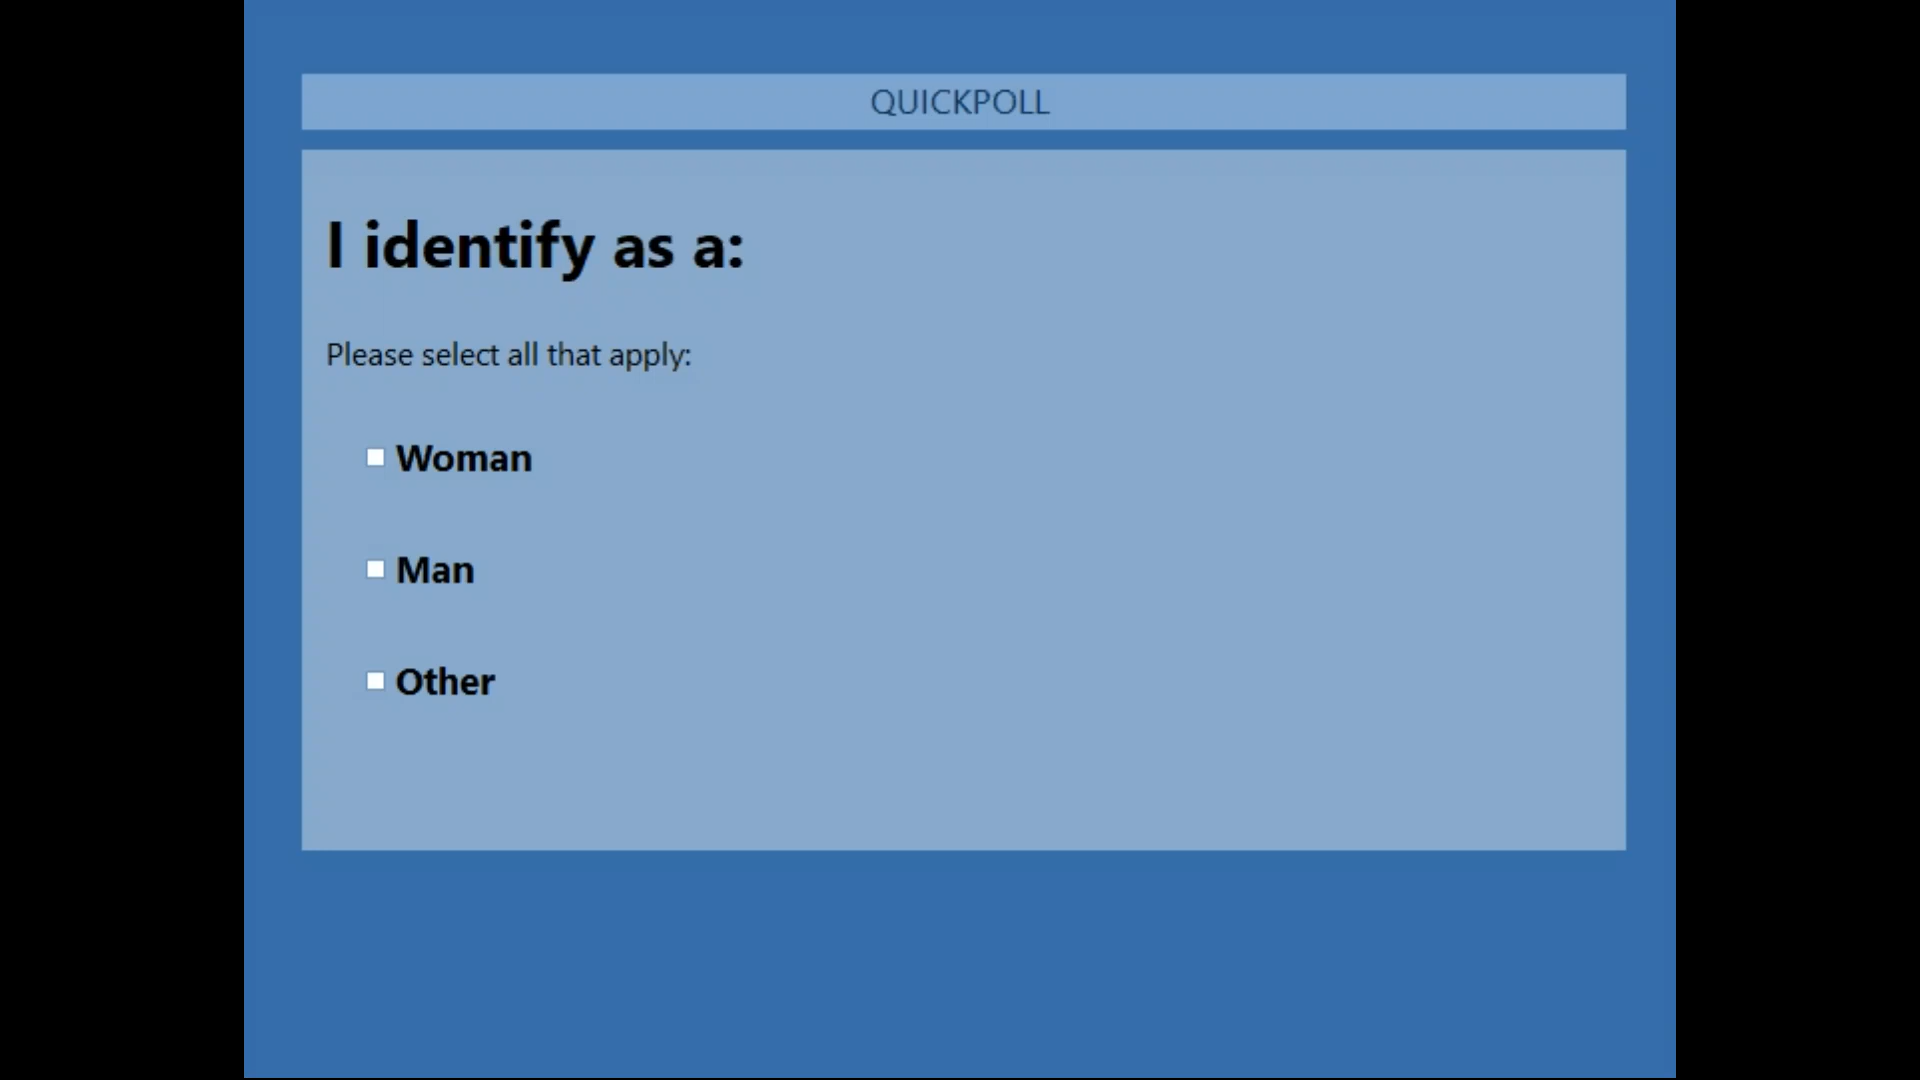 QUICKPOLL
I identify as a:
Please select all that apply:
Woman
Man
Other